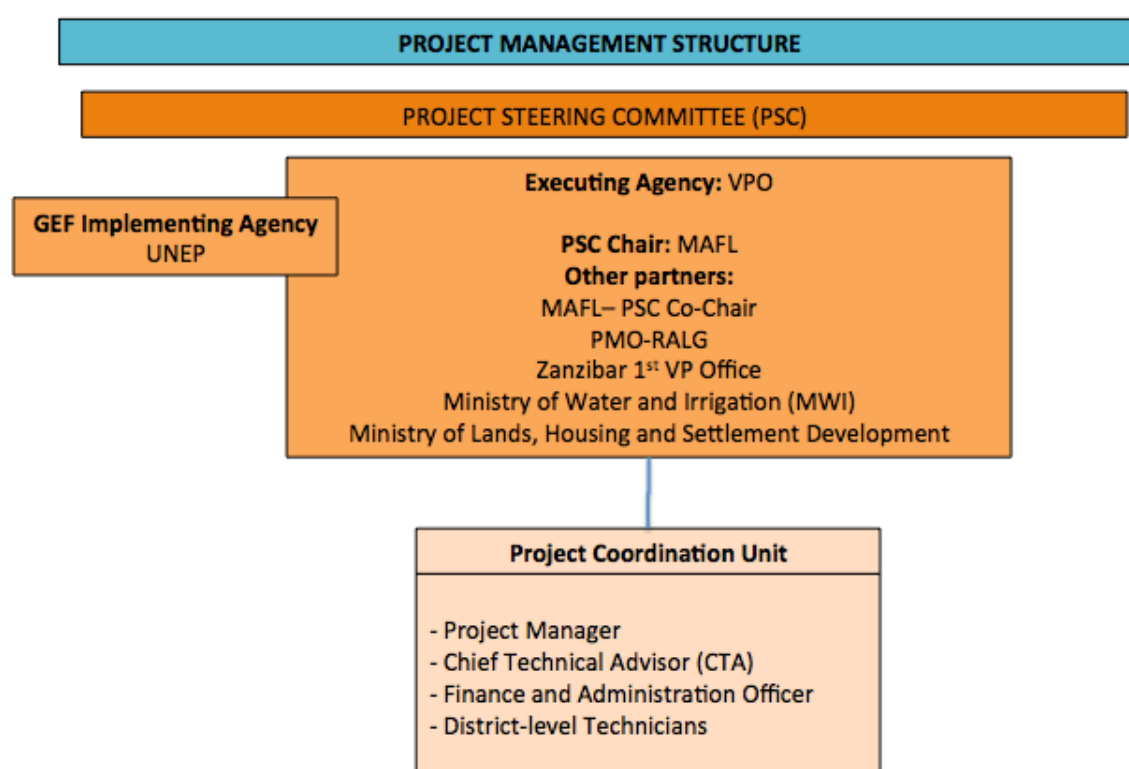 PROJECT MANAGEMENT STRUCTURE
PROJECT STEERING COMMITTEE (PSC)
GEF Implementing Agency
UNEP
Executing Agency: VPO
PSC Chair: MAFL
Other partners:
MAFL– PSC Co-Chair
PMO-RALG
Zanzibar 1st VP Office
Ministry of Water and Irrigation (MWI)
Ministry of Lands, Housing and Settlement Development
Project Coordination Unit
- Project Manager
- Chief Technical Advisor (CTA)
- Finance and Administration Officer
- District-level Technicians